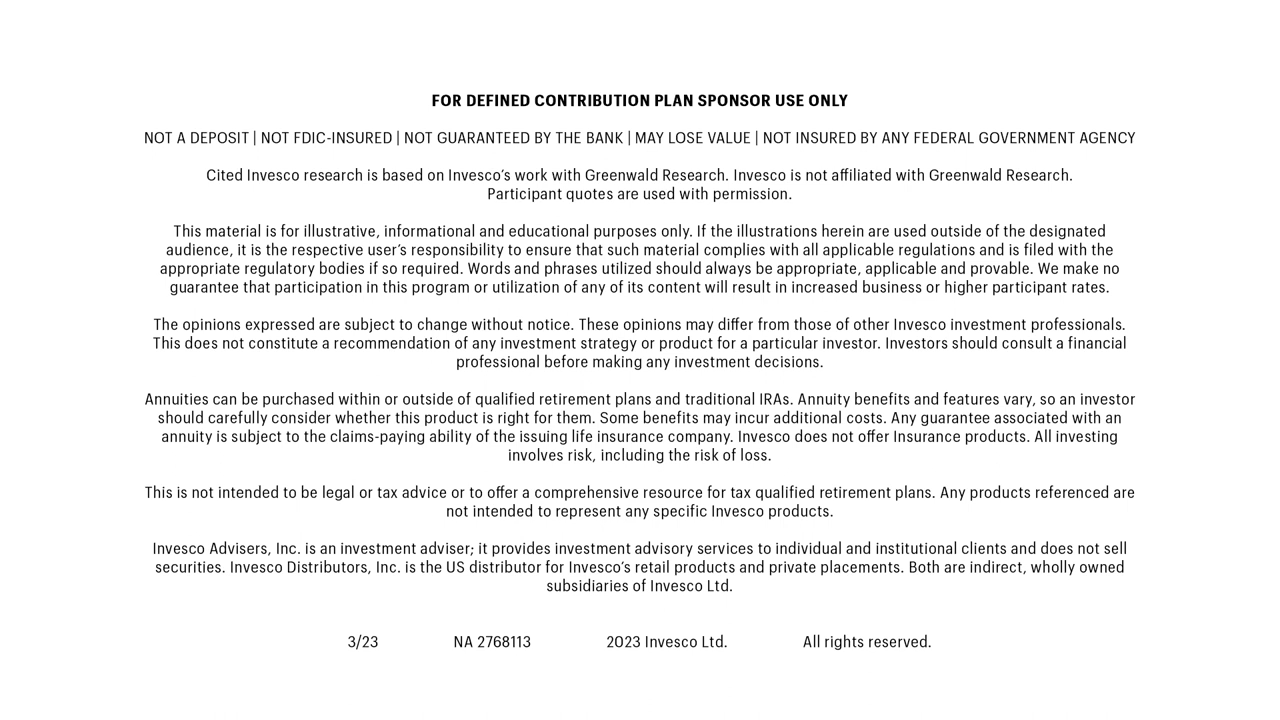 FOR DEFINED CONTRIBUTION PLAN SPONSOR USE ONLY
NOT A DEPOSIT | NOT FDIC-INSURED | NOT GUARANTEED BY THE BANK | MAY LOSE VALUE | NOT INSURED BY ANY FEDERAL GOVERNMENT AGENCY
Cited Invesco research is based on Invesco's work with Greenwald Research. Invesco is not affiliated with Greenwald Research.
Participant quotes are used with permission.
This material is for illustrative, informational and educational purposes only. If the illustrations herein are used outside of the designated
audience, it is the respective user's responsibility to ensure that such material complies with all applicable regulations and is filed with the
appropriate regulatory bodies if so required. Words and phrases utilized should always be appropriate, applicable and provable. We make no
guarantee that participation in this program or utilization of any of its content will result in increased business or higher participant rates.
The opinions expressed are subject to change without notice. These opinions may differ from those of other Invesco investment professionals.
This does not constitute a recommendation of any investment strategy or product for a particular investor. Investors should consult a financial
professional before making any investment decisions.
Annuities can be purchased within or outside of qualified retirement plans and traditional IRAs. Annuity benefits and features vary, so an investor
should carefully consider whether this product is right for them. Some benefits may incur additional costs. Any guarantee associated with an
annuity is subject to the claims-paying ability of the issuing life insurance company. Invesco does not offer Insurance products. All investing
involves risk, including the risk of loss.
This is not intended to be legal or tax advice or to offer a comprehensive resource for tax qualified retirement plans. Any products referenced are
not intended to represent any specific Invesco products.
Invesco Advisers, Inc. is an investment adviser; it provides investment advisory services to individual and institutional clients and does not sell
securities. Invesco Distributors, Inc. is the US distributor for Invesco's retail products and private placements. Both are indirect, wholly owned
subsidiaries of Invesco Ltd.
3/23 NA 2768113 2023 Invesco Ltd. All rights reserved.